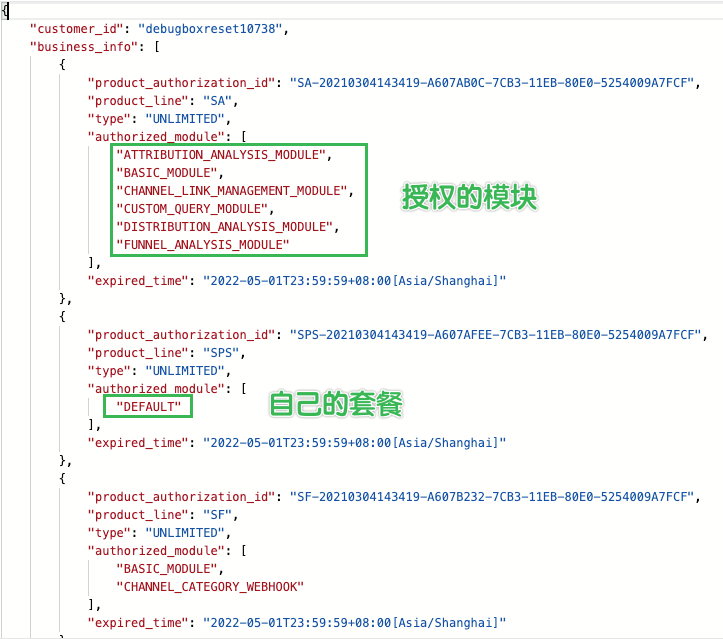 {
"customer_id": "debugboxreset10738",
"business_info": [
{
"product_authorization_id": "SA-20210304143419-A607AB0C-7CB3-11EB-80E0-5254009A7FCF",
"product_line": "SA",
"type": "UNLIMITED",
"authorized_module": [
"ATTRIBUTION_ANALYSIS_MODULE",
"BASIC_MODULE",
"CHANNEL_LINK_MANAGEMENT_MODULE",
授权的模块
"CUSTOM_QUERY_MODULE",
"DISTRIBUTION_ANALYSIS_MODULE",
"FUNNEL_ANALYSIS_MODULE"
],
"expired_time": "2022-05-01T23:59:59+08:00[Asia/Shanghai]"
},
{
"product_authorization_id": "SPS-20210304143419-A607AFEE-7CB3-11EB-80E0-5254009A7FCF",
"product_line": "SPS",
"type": "UNLIMITED",
"authorized_module": [
"DEFAULT"
自己的套餐
],
"expired_time": "2022-05-01T23:59:59+08:00[Asia/Shanghai]"
},
{
"product_authorization_id": "SF-20210304143419-A607B232-7CB3-11EB-80E0-5254009A7FCF",
"product_line": "SF",
"type": "UNLIMITED",
"authorized_module": [
"BASIC_MODULE",
"CHANNEL_CATEGORY_WEBHOOK"
],
"expired_time": "2022-05-01T23:59:59+08:00[Asia/Shanghai]"